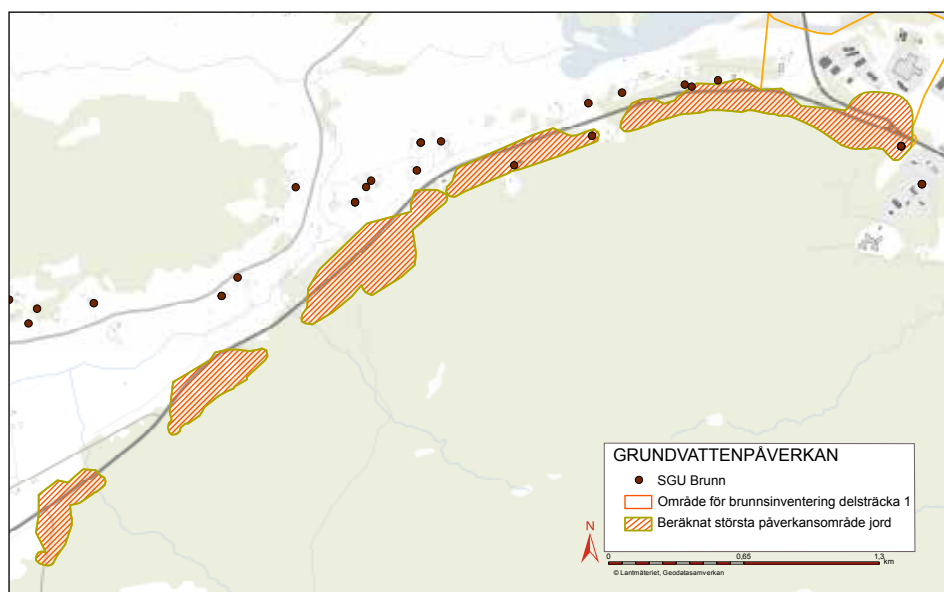 GRUNDVATTENPÅVERKAN
SGU Brunn
Område för brunnsinventering delsträcka 1
Beräknat största påverkansområde jord
N
0 0,65 1,3
km
© Lantmäteriet, Geodatasamverkan